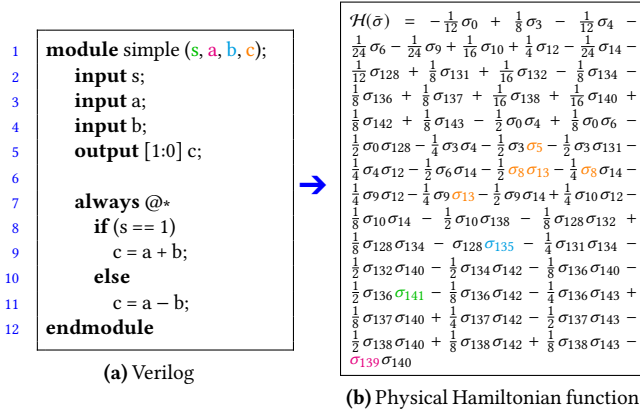 1 module simple (s, a, b, c);
2 input s;
3 input a;
4 input b;
5 output [1:0] c;
6
7 always @*
8 if (s == 1)
9 c = a + b;
10 else
11 c = a − b;
12 endmodule
(a) Verilog
➔
H(σ̄) = −1/12 σ0 + 1/8 σ3 − 1/12 σ4 −
1/24 σ6 − 1/24 σ9 + 1/16 σ10 + 1/4 σ12 − 1/24 σ14 −
1/12 σ128 + 1/8 σ131 + 1/16 σ132 − 1/8 σ134 −
1/8 σ136 + 1/8 σ137 + 1/16 σ138 + 1/16 σ140 +
1/8 σ142 + 1/8 σ143 − 1/2 σ0σ4 + 1/8 σ0σ6 −
1/2 σ0σ128 − 1/4 σ3σ4 − 1/2 σ3σ5 − 1/2 σ3σ131 −
1/4 σ4σ12 − 1/2 σ6σ14 − 1/2 σ8σ13 − 1/4 σ8σ14 −
1/4 σ9σ12 − 1/4 σ9σ13 − 1/2 σ9σ14 + 1/4 σ10σ12 −
1/8 σ10σ14 − 1/2 σ10σ138 − 1/8 σ128σ132 +
1/8 σ128σ134 − σ128σ135 − 1/4 σ131σ134 −
1/2 σ132σ140 − 1/2 σ134σ142 − 1/8 σ136σ140 −
1/2 σ136σ141 − 1/8 σ136σ142 − 1/4 σ136σ143 +
1/8 σ137σ140 + 1/4 σ137σ142 − 1/2 σ137σ143 −
1/2 σ138σ140 + 1/8 σ138σ142 + 1/8 σ138σ143 −
σ139σ140
(b) Physical Hamiltonian function